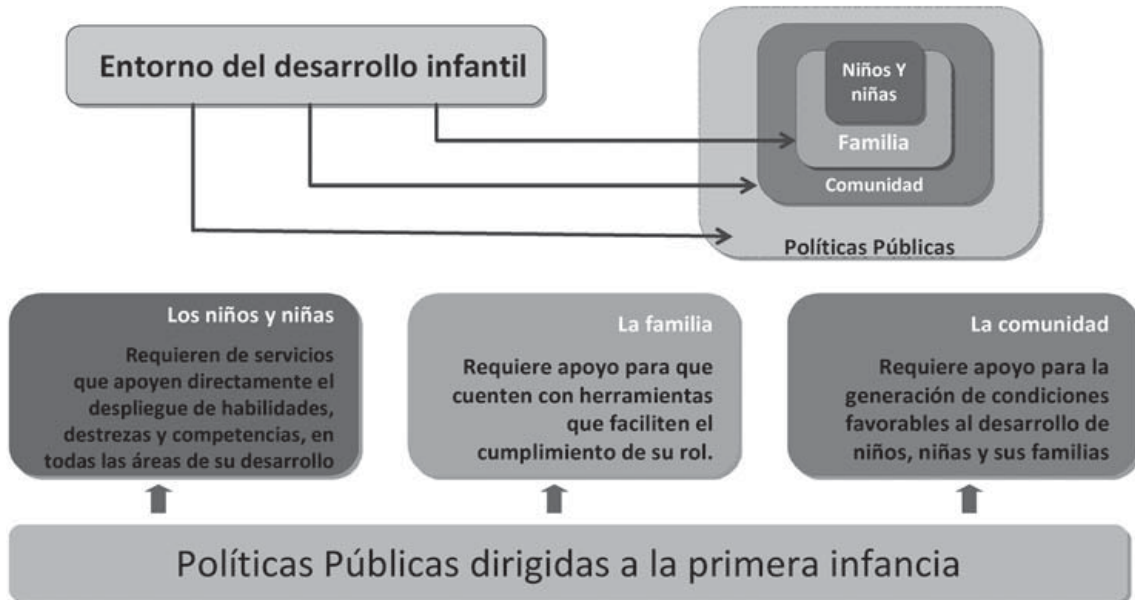 Entorno del desarrollo infantil
Niños Y
niñas
Familia
Comunidad
Políticas Públicas
Los niños y niñas
Requieren de servicios
que apoyen directamente el
despliegue de habilidades,
destrezas y competencias, en
todas las áreas de su desarrollo
La familia
Requiere apoyo para que
cuenten con herramientas
que faciliten el
cumplimiento de su rol.
La comunidad
Requiere apoyo para la
generación de condiciones
favorables al desarrollo de
niños, niñas y sus familias
Políticas Públicas dirigidas a la primera infancia